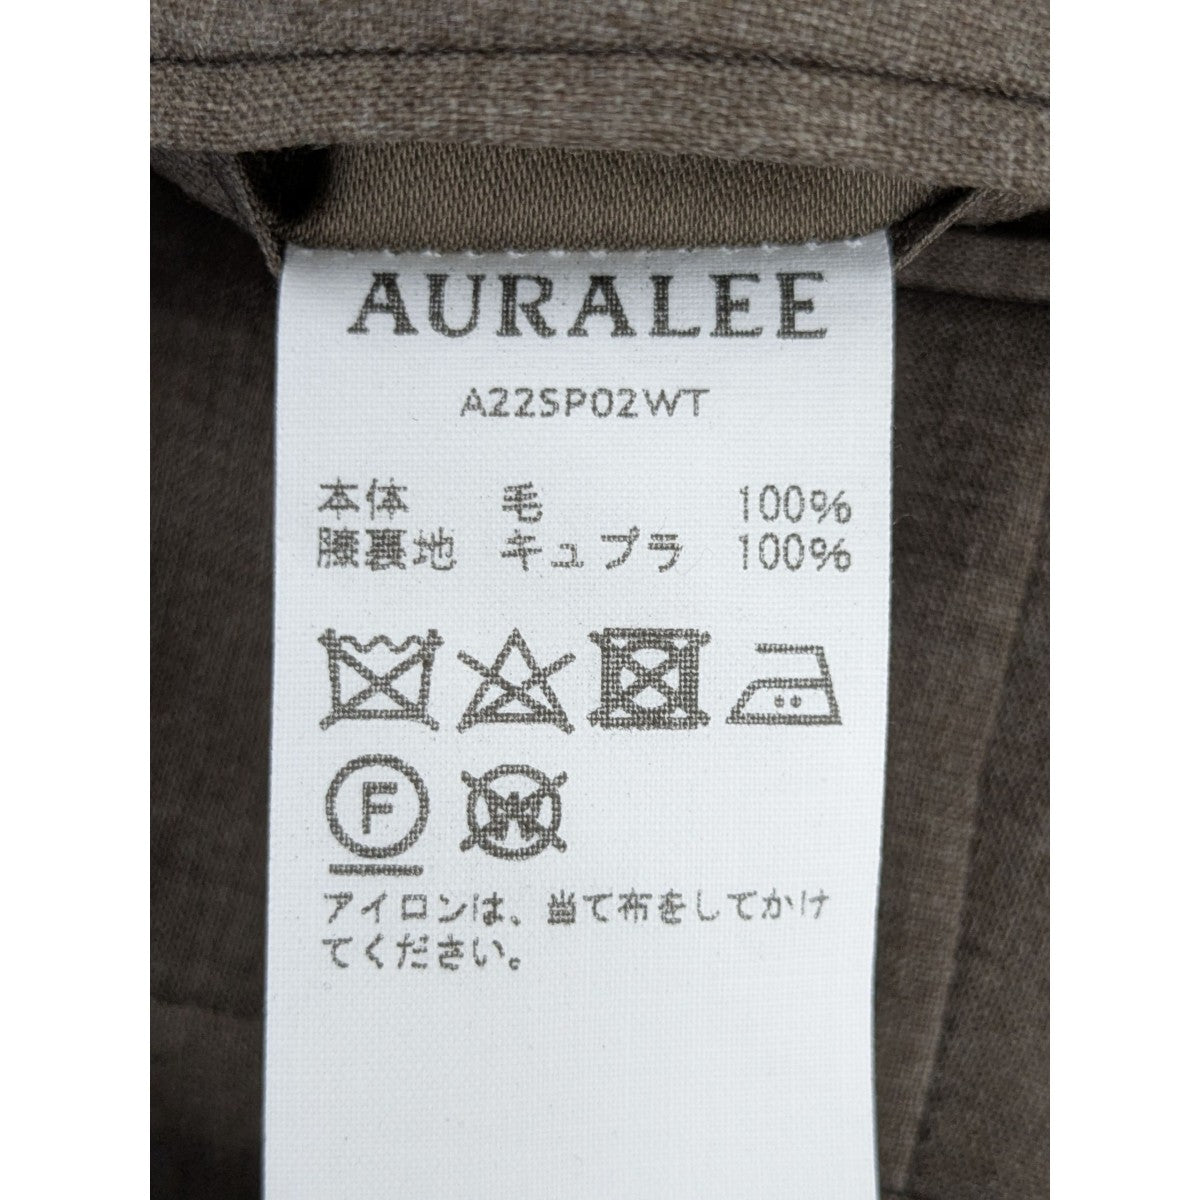 AURALEE
A22SP02WT
本体 毛 100%
膝裏地 キュプラ 100%
F W
アイロンは、当て布をしてかけ
てください。